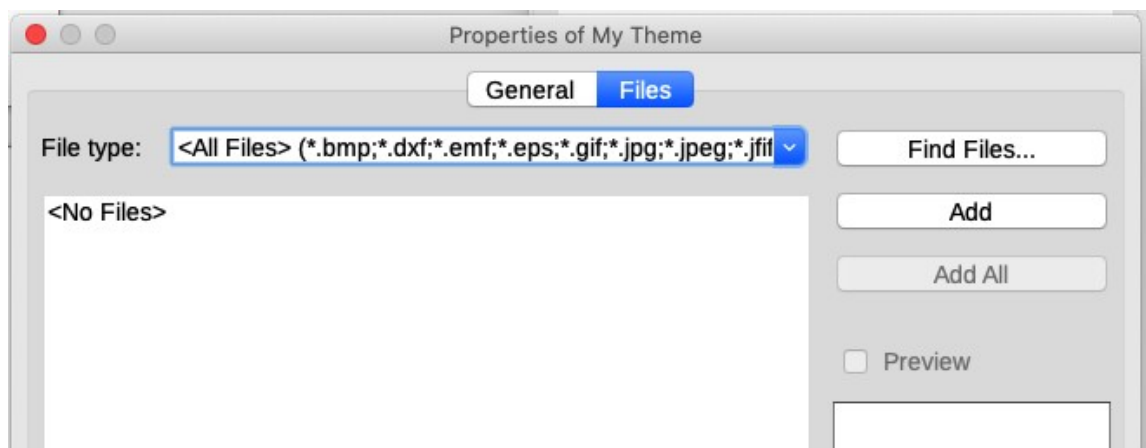 Properties of My Theme
General Files
File type: <All Files> (*.bmp;*.dxf;*.emf;*.eps;*.gif;*.jpg;*.jpeg;*.jfif Find Files...
<No Files> Add
Add All
Preview